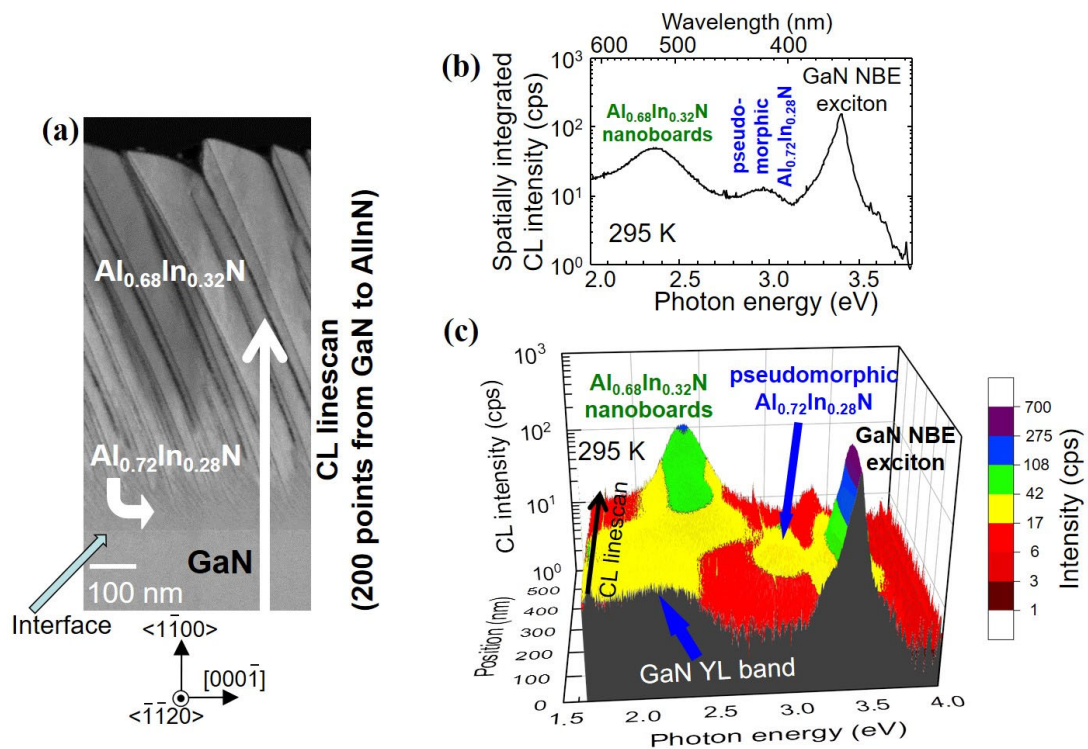 (a)
Al0.68In0.32N
Al0.72In0.28N
GaN
100 nm
Interface
<11̅00>
[0001̅]
<1̅1̅20>
CL linescan
(200 points from GaN to AlInN)
(b)
Wavelength (nm)
600 500 400
Spatially integrated
CL intensity (cps)
10^3
10^2
10^1
10^0
Al0.68In0.32N
nanoboards
pseudo-
morphic
Al0.72In0.28N
GaN NBE
exciton
295 K
2.0 2.5 3.0 3.5
Photon energy (eV)
(c)
CL intensity (cps)
10^3
10^2
10^1
10^0
Al0.68In0.32N
nanoboards
pseudomorphic
Al0.72In0.28N
GaN NBE
exciton
295 K
CL linescan
Position (nm)
500
400
300
200
100
0
GaN YL band
1.5 2.0 2.5 3.0 3.5 4.0
Photon energy (eV)
700
275
108
42
17
6
3
1
Intensity (cps)